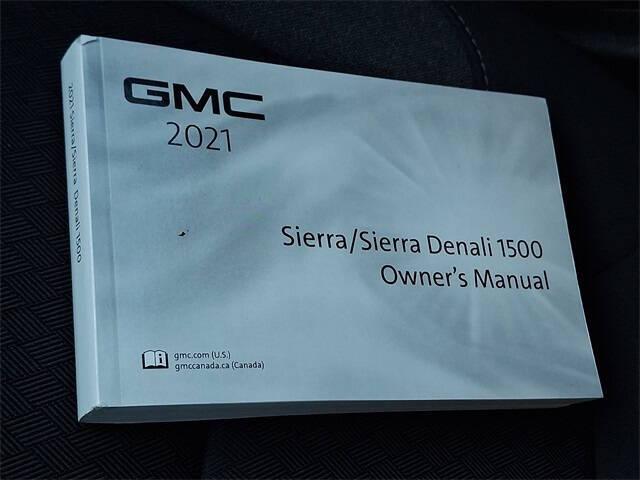 GMC
2021
Sierra/Sierra Denali 1500
Owner's Manual
gmc.com (U.S.)
gmccanada.ca (Canada)
2021 Sierra/Sierra Denali 1500